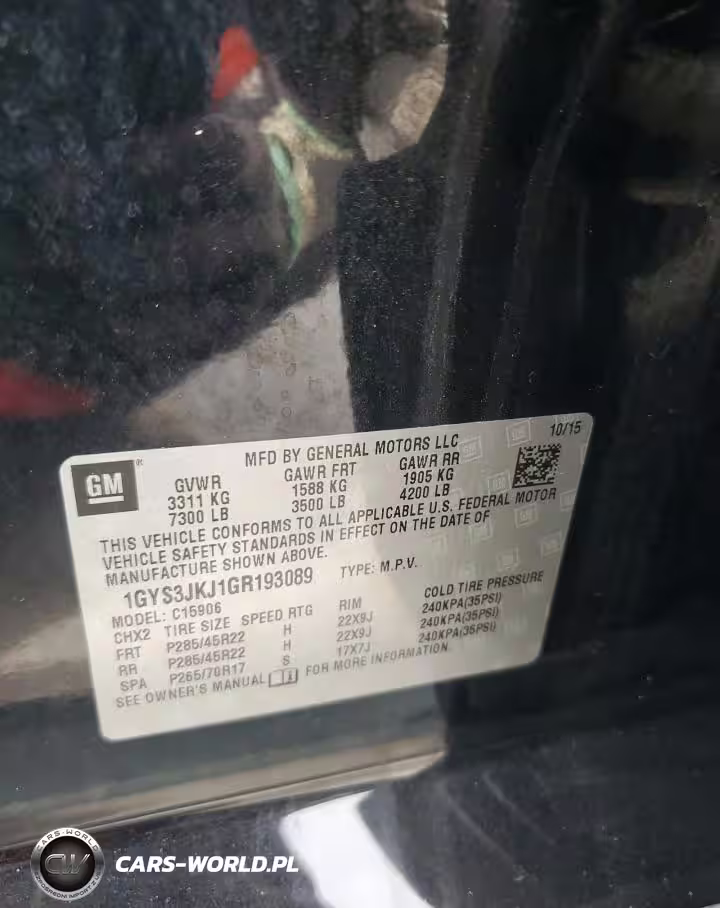 MFD BY GENERAL MOTORS LLC 10/15
GM®
GVWR GAWR FRT GAWR RR
3311 KG 1588 KG 1905 KG
7300 LB 3500 LB 4200 LB
THIS VEHICLE CONFORMS TO ALL APPLICABLE U.S. FEDERAL MOTOR
VEHICLE SAFETY STANDARDS IN EFFECT ON THE DATE OF
MANUFACTURE SHOWN ABOVE.
1GYS3JKJ1GR193089 TYPE: M.P.V.
MODEL: C15906
CHX2 TIRE SIZE SPEED RTG RIM COLD TIRE PRESSURE
FRT P285/45R22 H 22X9J 240KPA(35PSI)
RR P285/45R22 H 22X9J 240KPA(35PSI)
SPA P265/70R17 S 17X7J 240KPA(35PSI)
SEE OWNER'S MANUAL FOR MORE INFORMATION.
CARS-WORLD
CW
CARS-WORLD.PL